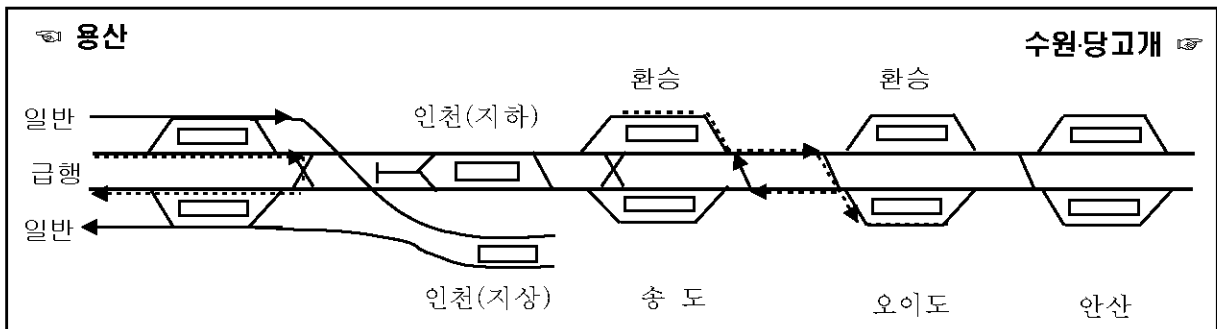 ☜ 용산
수원·당고개 ☞
환승
환승
일반
인천(지하)
급행
일반
인천(지상)
송 도
오이도
안산